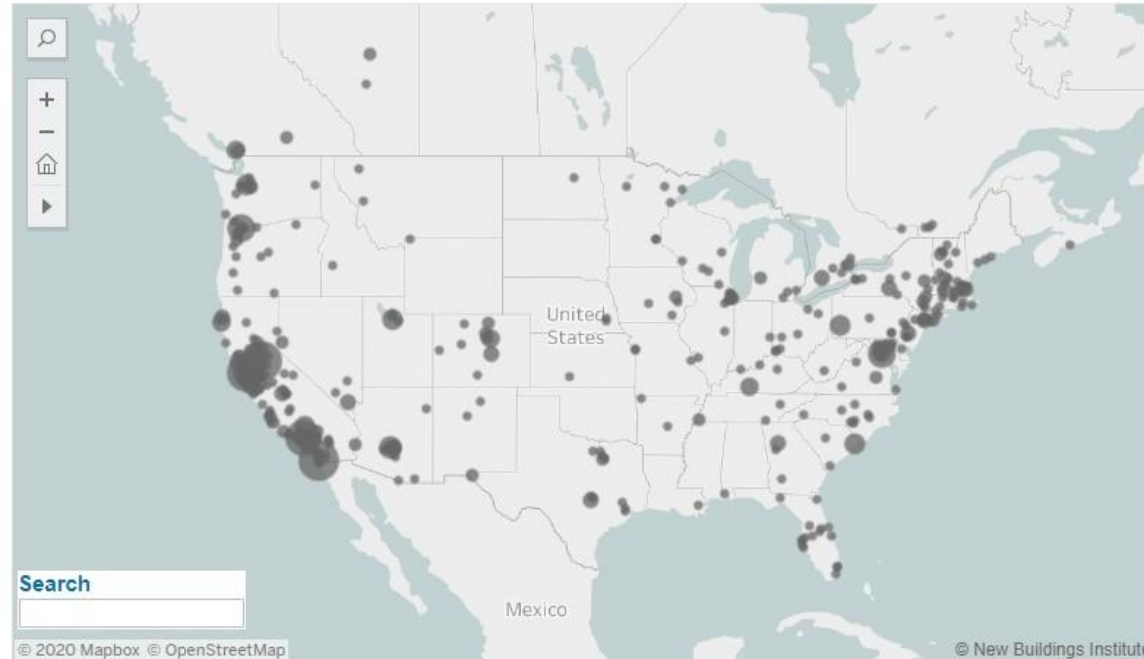 +
−
United
States
Search
Mexico
© 2020 Mapbox © OpenStreetMap
© New Buildings Institute